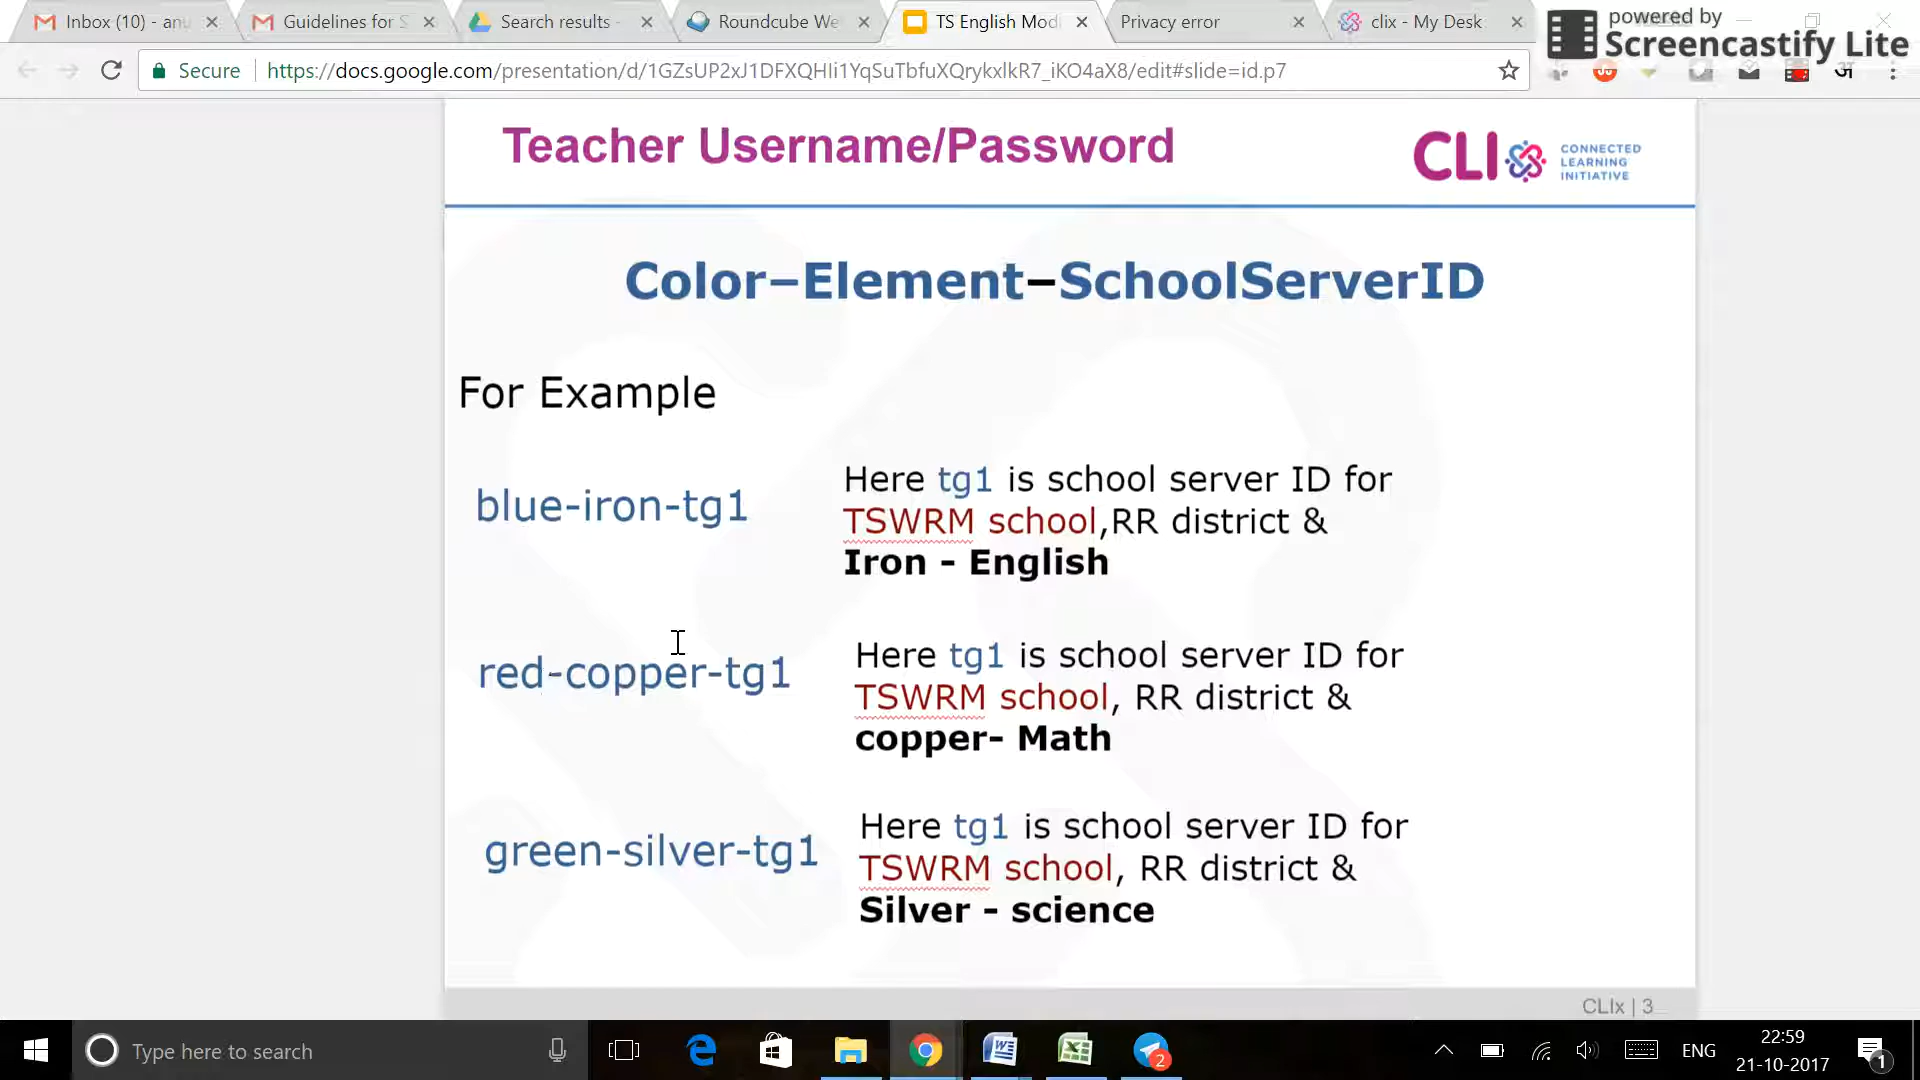 Inbox (10) - anu
Guidelines for S
Search results -
Roundcube We
TS English Modu
Privacy error
clix - My Desk
powered by
Screencastify Lite
Secure
https://docs.google.com/presentation/d/1GZsUP2xJ1DFXQHIi1YqSuTbfuXQrykxlkR7_iKO4aX8/edit#slide=id.p7
Teacher Username/Password
CLI
CONNECTED
LEARNING
INITIATIVE
Color–Element–SchoolServerID
For Example
blue-iron-tg1
Here tg1 is school server ID for
TSWRM school,RR district &
Iron - English
red-copper-tg1
Here tg1 is school server ID for
TSWRM school, RR district &
copper- Math
green-silver-tg1
Here tg1 is school server ID for
TSWRM school, RR district &
Silver - science
CLIx | 3
Type here to search
2
ENG
22:59
21-10-2017
1